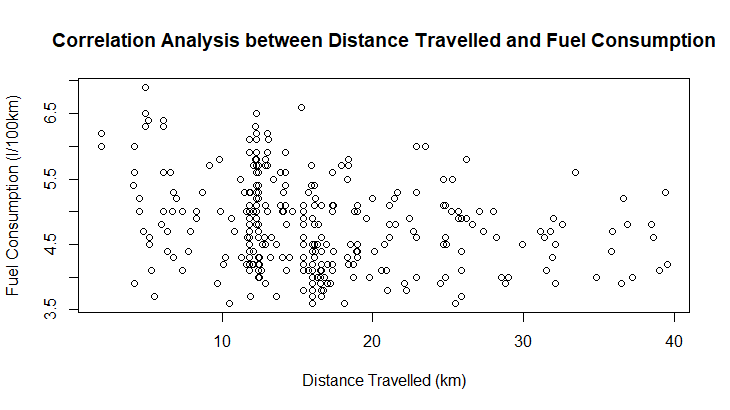 Correlation Analysis between Distance Travelled and Fuel Consumption
Fuel Consumption (l/100km)
6.5
5.5
4.5
3.5
10 20 30 40
Distance Travelled (km)